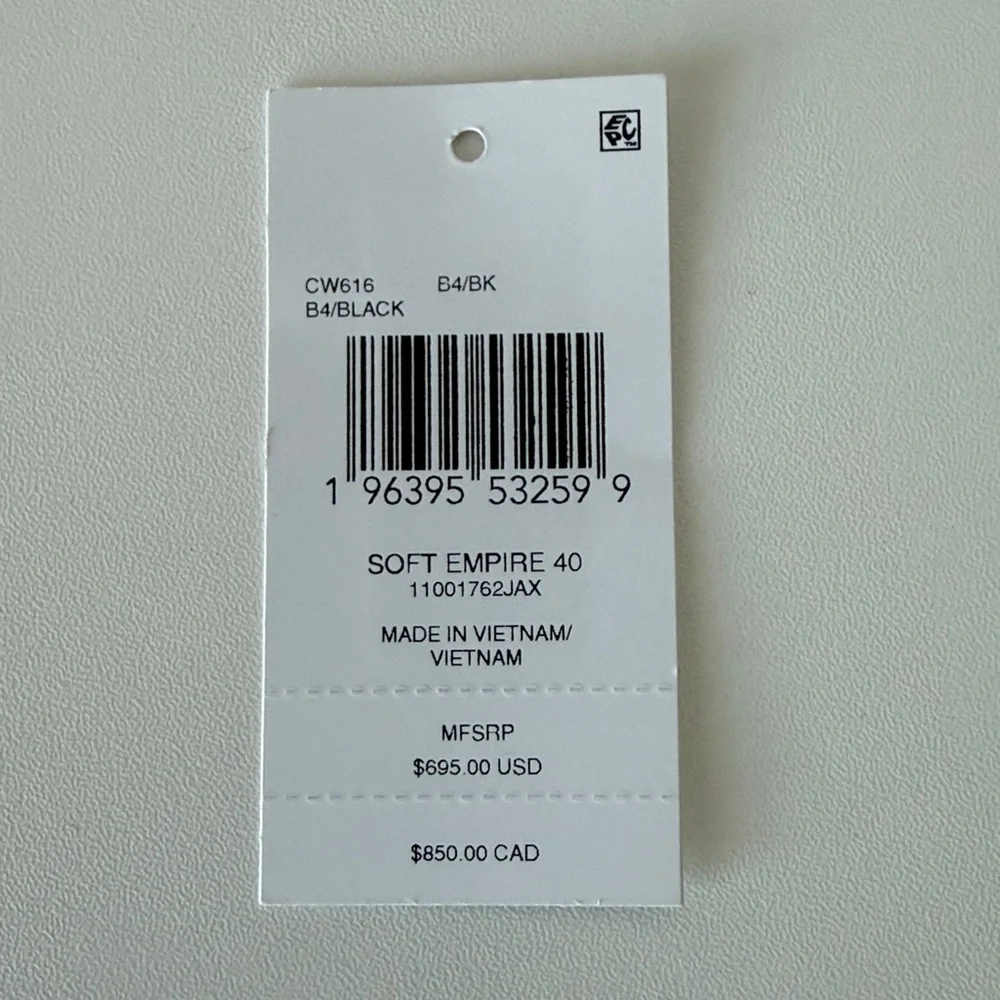 EPC™
CW616 B4/BK
B4/BLACK
1 96395 53259 9
SOFT EMPIRE 40
11001762JAX
MADE IN VIETNAM/
VIETNAM
MFSRP
$695.00 USD
$850.00 CAD